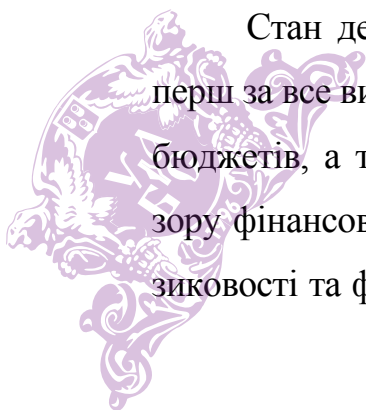 Стан де
перш за все ви
бюджетів, а т
зору фінансов
зиковості та ф